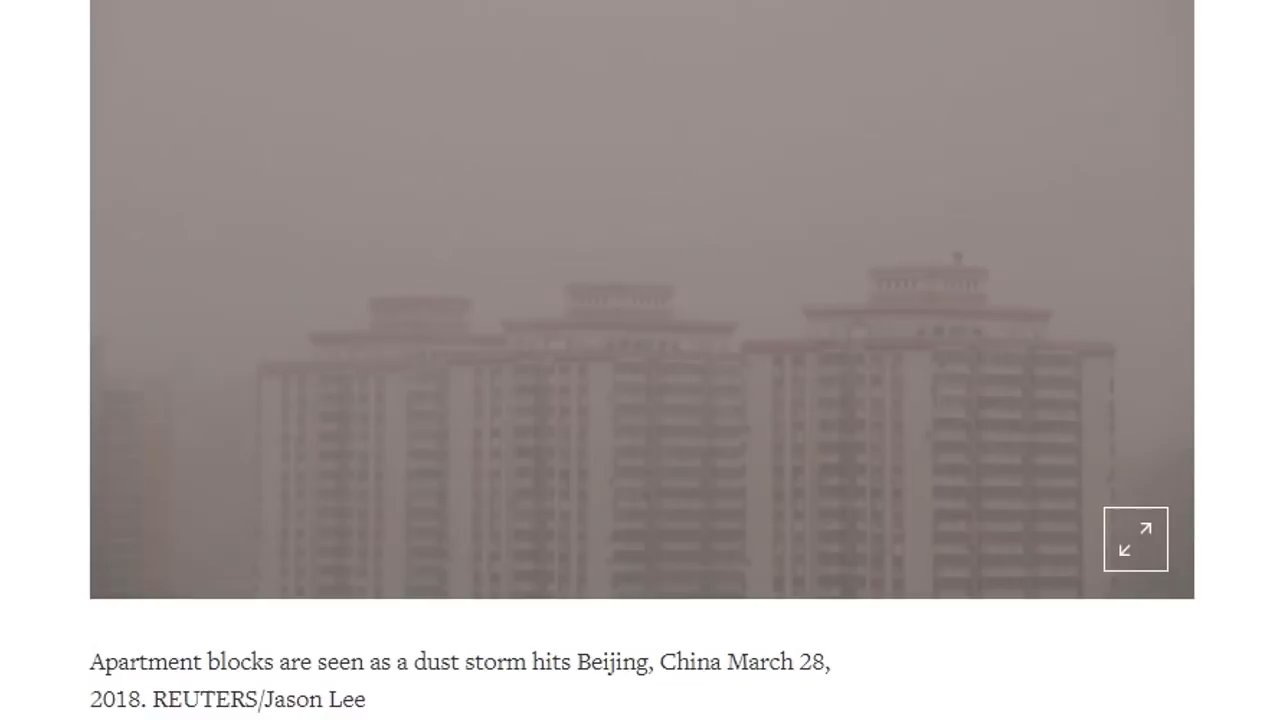 Apartment blocks are seen as a dust storm hits Beijing, China March 28,
2018. REUTERS/Jason Lee